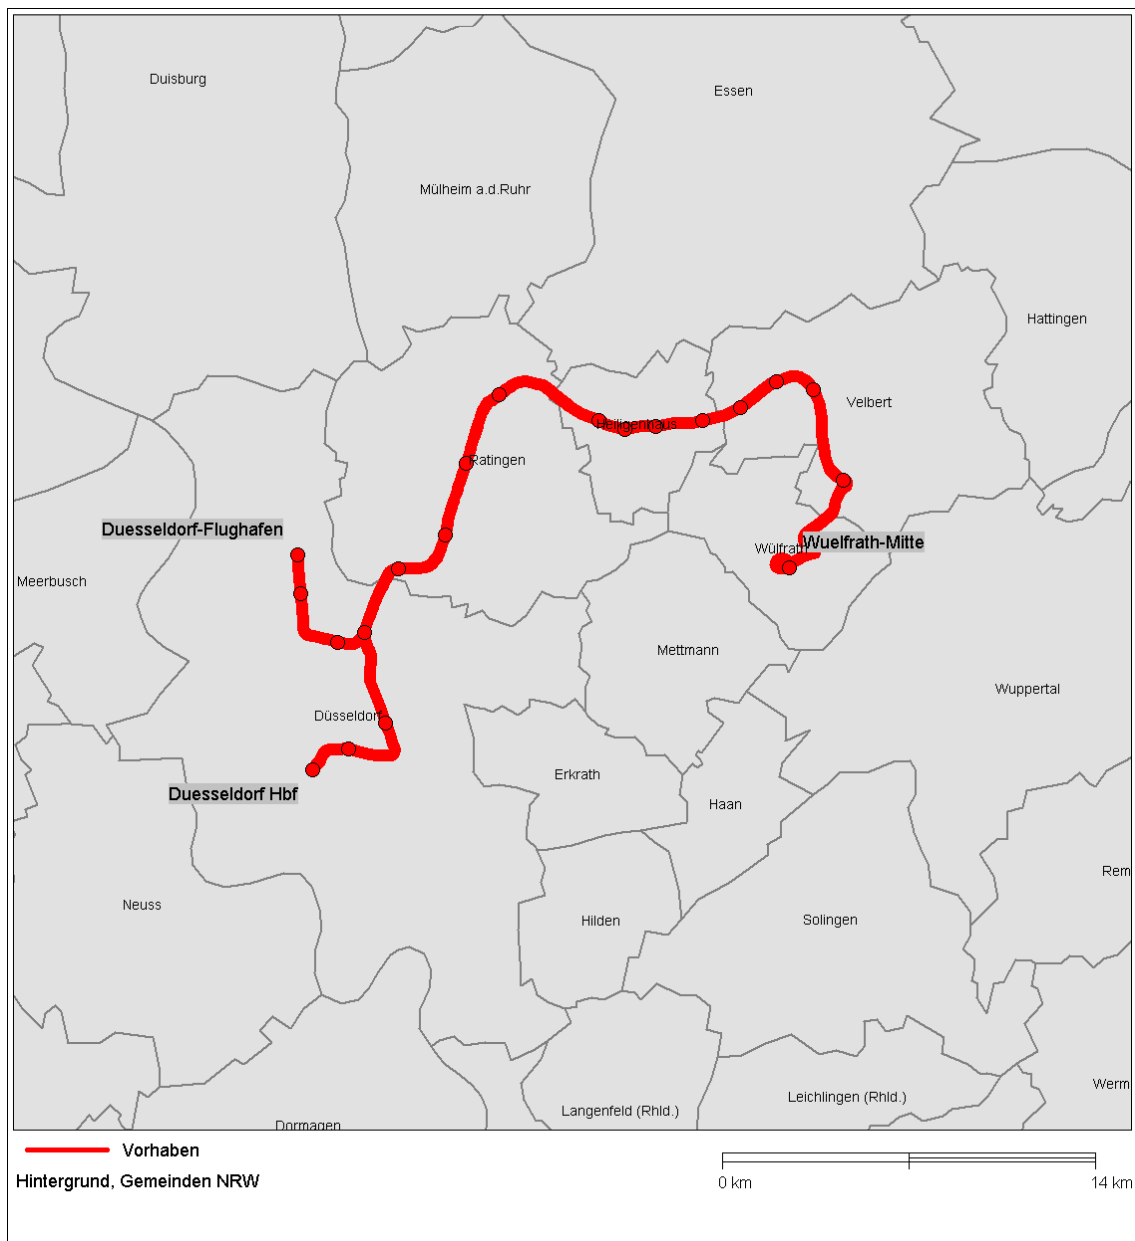 Duisburg
Essen
Mülheim a.d.Ruhr
Hattingen
Velbert
Heiligenhaus
Ratingen
Duesseldorf-Flughafen
Wuelfrath-Mitte
Wülfrath
Meerbusch
Mettmann
Wuppertal
Düsseldorf
Erkrath
Duesseldorf Hbf
Haan
Rem
Neuss
Hilden
Solingen
Werm
Leichlingen (Rhld.)
Langenfeld (Rhld.)
Dormagen
Vorhaben
Hintergrund, Gemeinden NRW
0 km
14 km